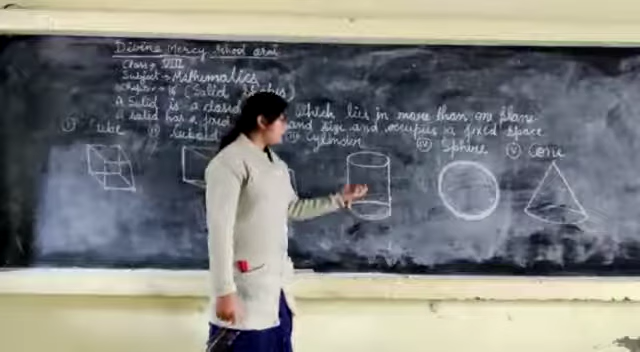 Divine Mercy School
Class → VIII
Subject → Mathematics
(Solid shapes)
A Solid is a closed which lies in more than one plane
A solid has a fixed and size and occupies a fixed space
(i) Cube (ii) Cuboid (iii) Cylinder (iv) Sphere (v) Cone